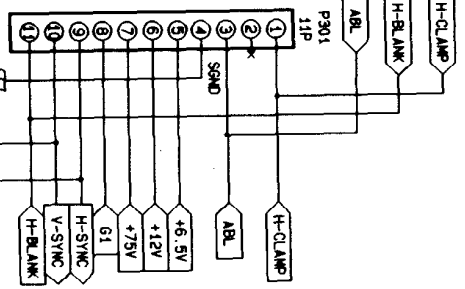 H-CLAMP
H-BLANK
ABL
P301
11P
1
2
3
4
5
6
7
8
9
10
11
SGND
H-CLAMP
ABL
+6.5V
+12V
+75V
G1
H-SYNC
V-SYNC
H-BLANK